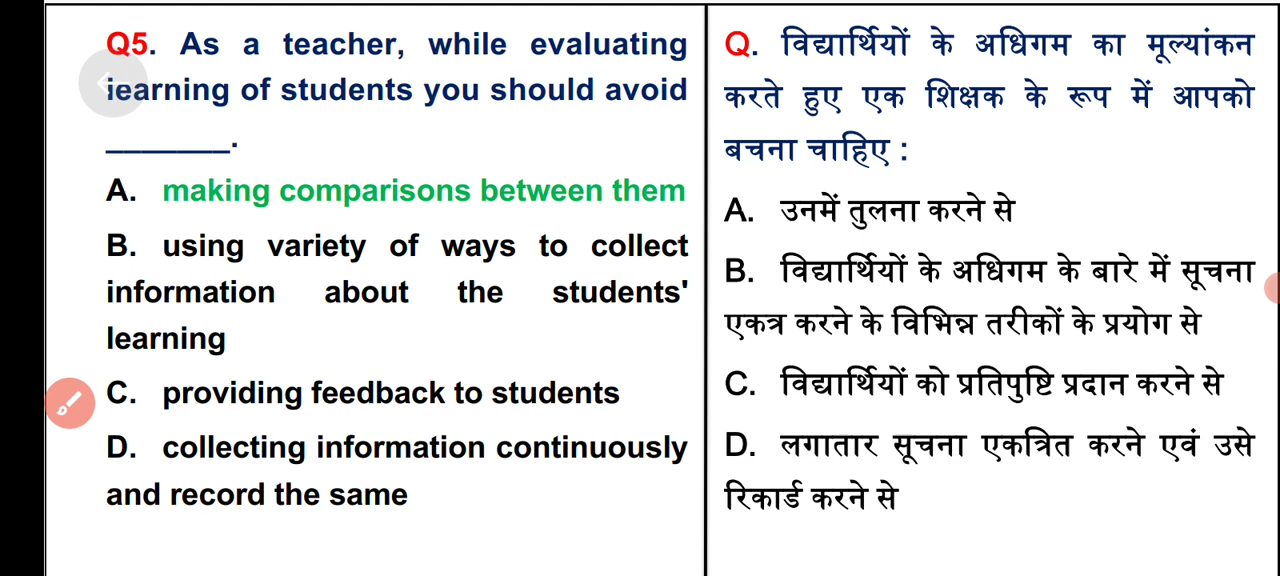 Q5. As a teacher, while evaluating
learning of students you should avoid
_______.
A. making comparisons between them
B. using variety of ways to collect
information about the students'
learning
C. providing feedback to students
D. collecting information continuously
and record the same
Q. विद्यार्थियों के अधिगम का मूल्यांकन
करते हुए एक शिक्षक के रूप में आपको
बचना चाहिए :
A. उनमें तुलना करने से
B. विद्यार्थियों के अधिगम के बारे में सूचना
एकत्र करने के विभिन्न तरीकों के प्रयोग से
C. विद्यार्थियों को प्रतिपुष्टि प्रदान करने से
D. लगातार सूचना एकत्रित करने एवं उसे
रिकार्ड करने से